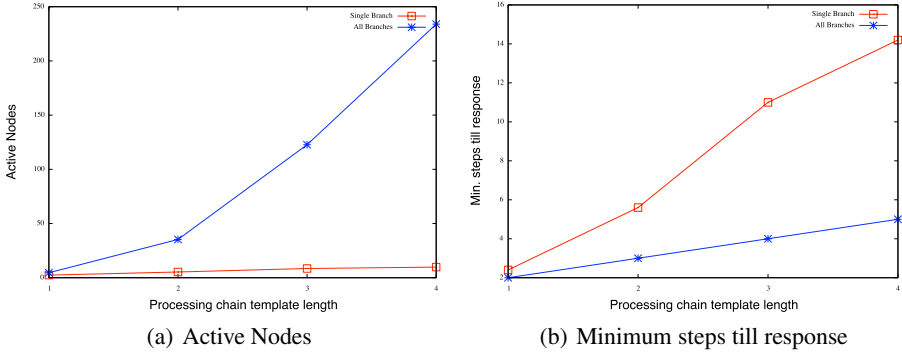 250
200
150
100
50
0
Active Nodes
1
2
3
4
Processing chain template length
Single Branch
All Branches
(a) Active Nodes
16
14
12
10
8
6
4
2
Min. steps till response
1
2
3
4
Processing chain template length
Single Branch
All Branches
(b) Minimum steps till response